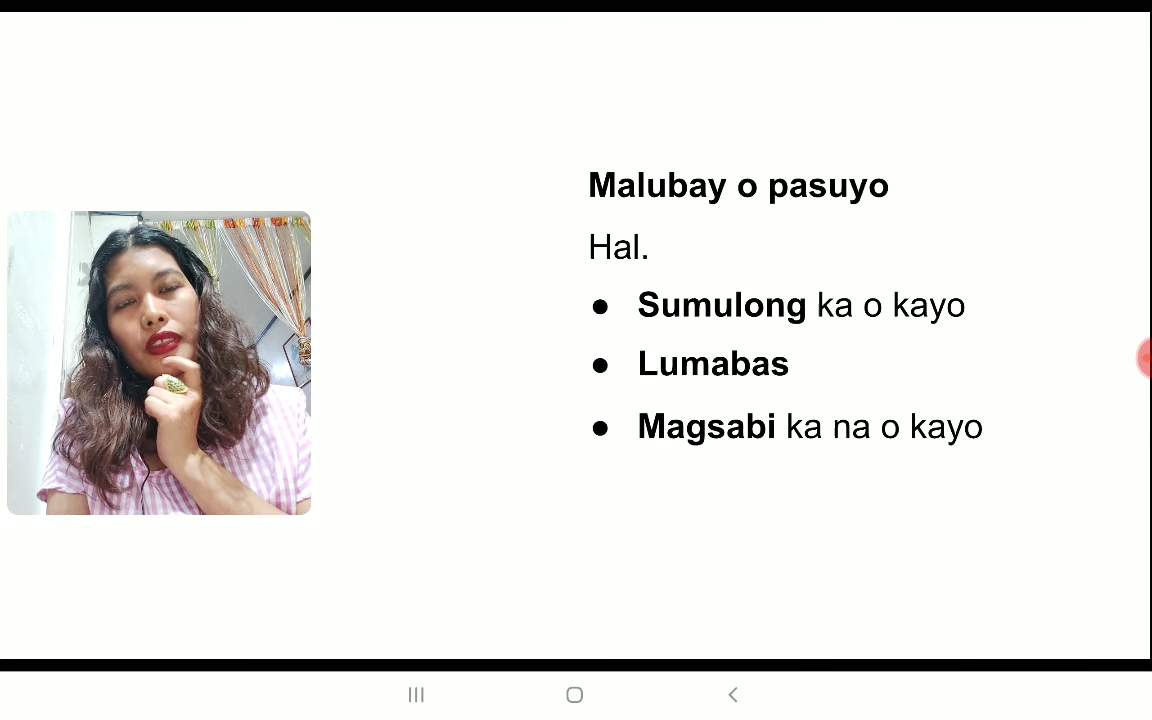 Malubay o pasuyo
Hal.
● Sumulong ka o kayo
● Lumabas
● Magsabi ka na o kayo